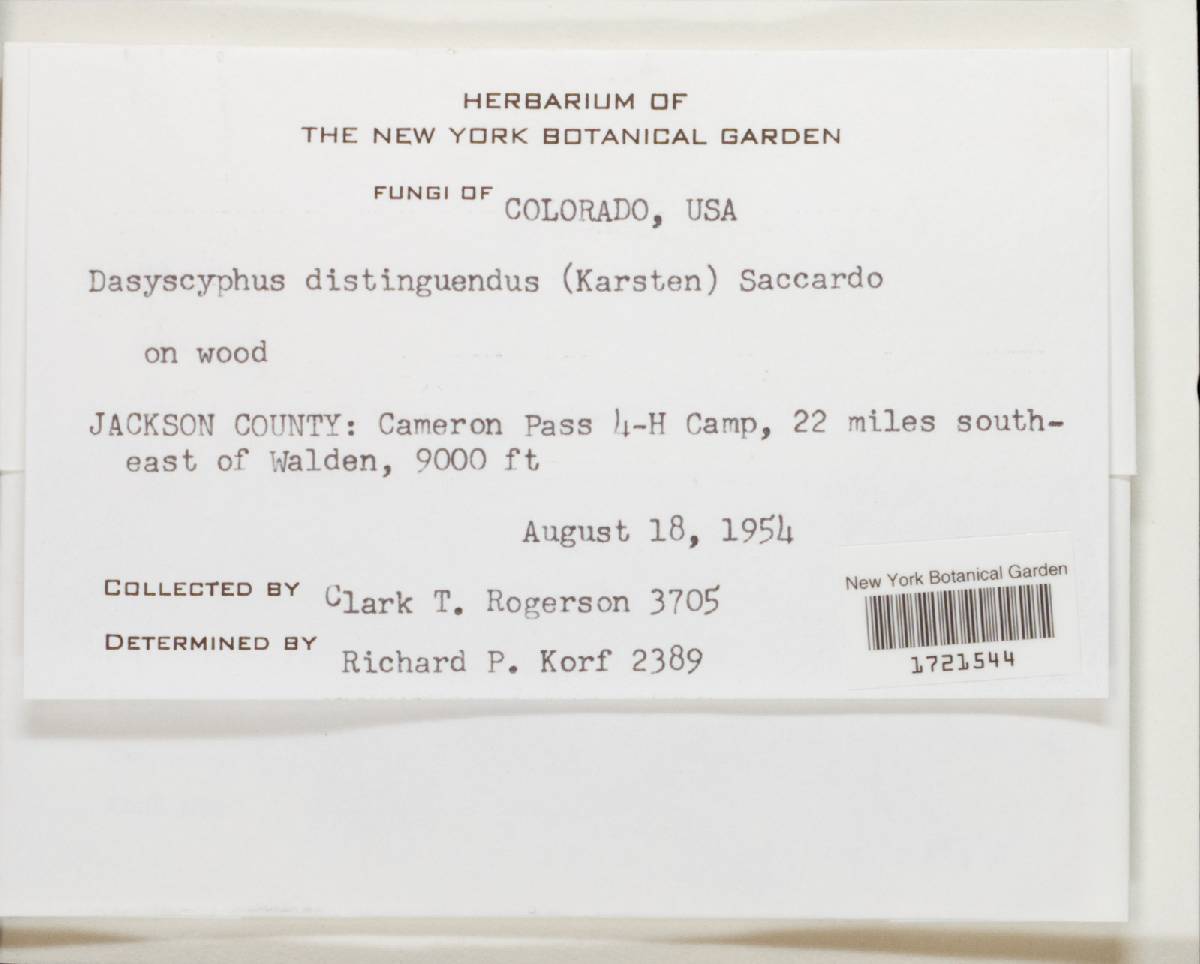 HERBARIUM OF
THE NEW YORK BOTANICAL GARDEN
FUNGI OF COLORADO, USA
Dasyscyphus distinguendus (Karsten) Saccardo
on wood
JACKSON COUNTY: Cameron Pass 4-H Camp, 22 miles south-
east of Walden, 9000 ft
August 18, 1954
COLLECTED BY Clark T. Rogerson 3705
DETERMINED BY Richard P. Korf 2389
New York Botanical Garden
1721544